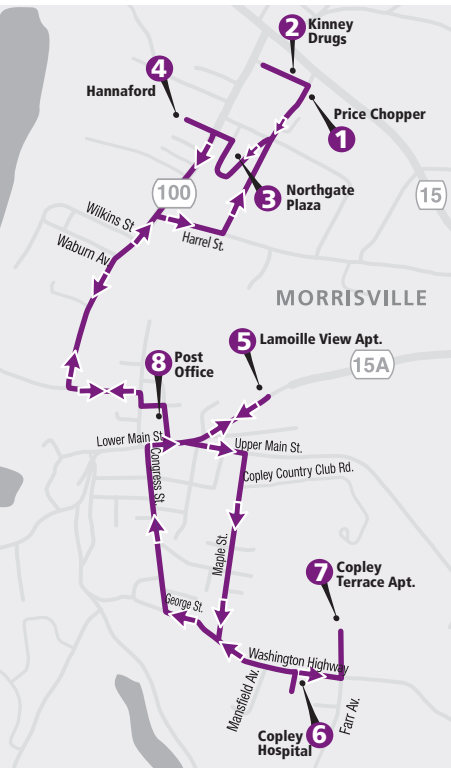 2 Kinney
Drugs
4
Hannaford
Price Chopper
1
100
3 Northgate
Plaza
15
Wilkins St.
Harrel St.
Waburn Av.
MORRISVILLE
5 Lamoille View Apt.
15A
8 Post
Office
Lower Main St.
Upper Main St.
Congress St.
Copley Country Club Rd.
Maple St.
7 Copley
Terrace Apt.
George St.
Washington Highway
Mansfield Av.
Farr Av.
Copley
Hospital 6